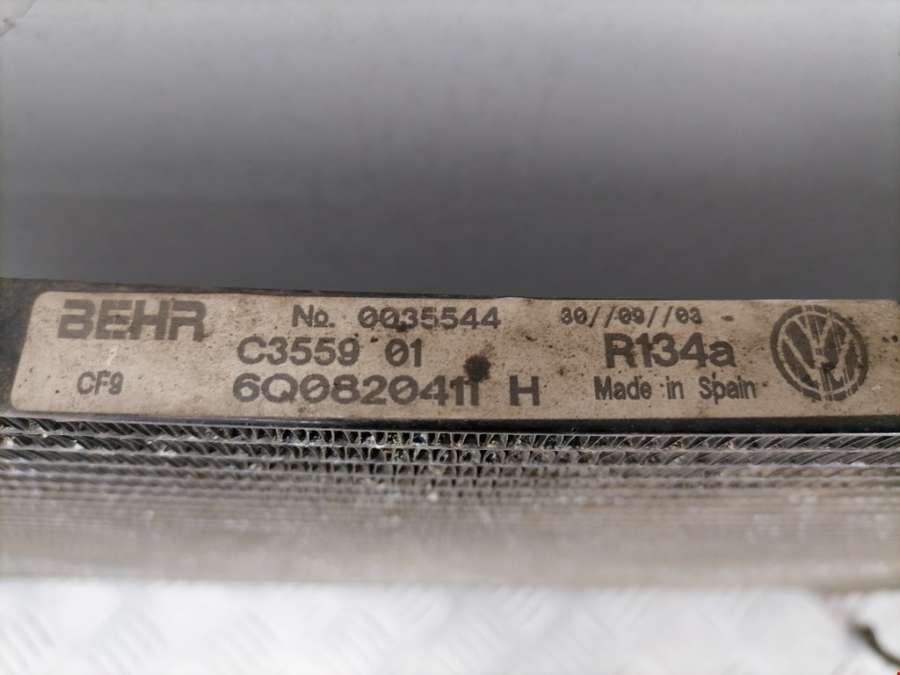 BEHR No. 0035544 30//09//03
C3559 01 R134a
CF9 6Q0820411 H Made in Spain